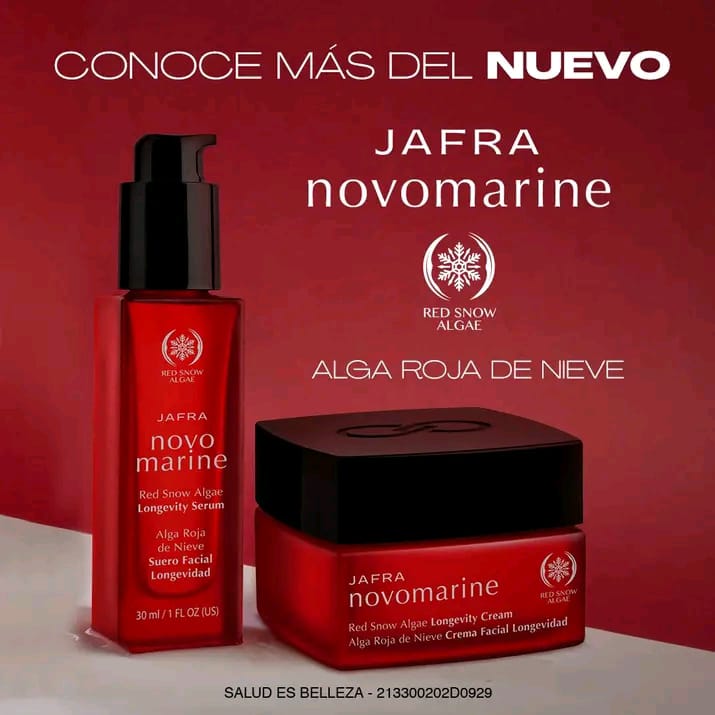 CONOCE MÁS DEL NUEVO
JAFRA
novomarine
RED SNOW
ALGAE
ALGA ROJA DE NIEVE
RED SNOW
ALGAE
JAFRA
novo
marine
Red Snow Algae
Longevity Serum
Alga Roja
de Nieve
Suero Facial
Longevidad
30 ml / 1 FL OZ (US)
JAFRA
novomarine
Red Snow Algae Longevity Cream
Alga Roja de Nieve Crema Facial Longevidad
RED SNOW
ALGAE
SALUD ES BELLEZA - 213300202D0929